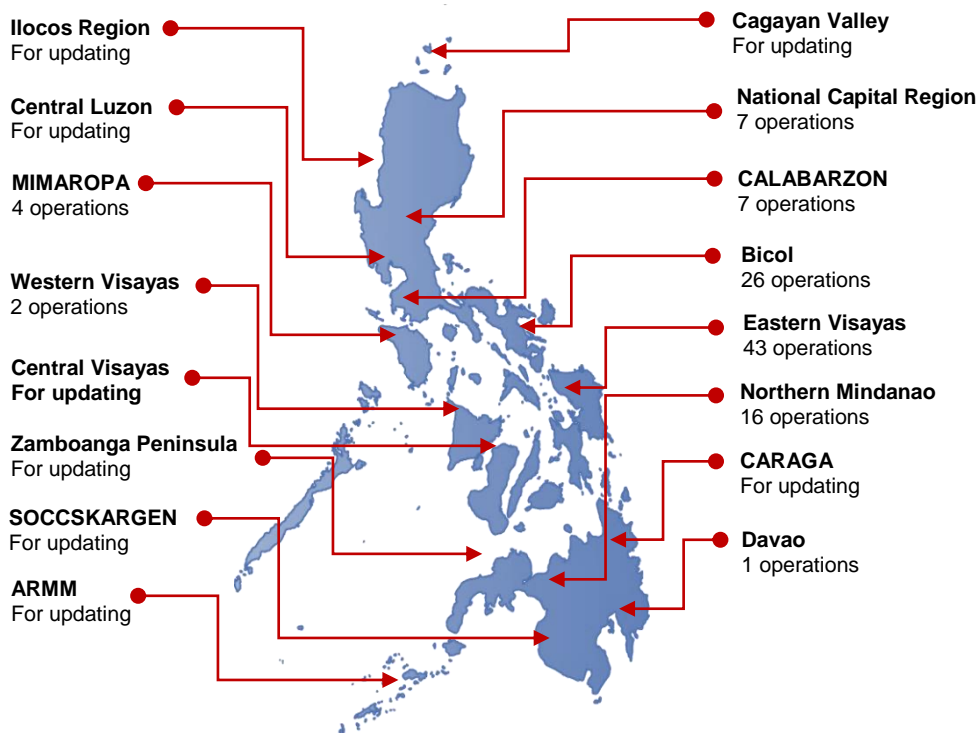 Ilocos Region
For updating
Central Luzon
For updating
MIMAROPA
4 operations
Western Visayas
2 operations
Central Visayas
For updating
Zamboanga Peninsula
For updating
SOCCSKARGEN
For updating
ARMM
For updating
Cagayan Valley
For updating
National Capital Region
7 operations
CALABARZON
7 operations
Bicol
26 operations
Eastern Visayas
43 operations
Northern Mindanao
16 operations
CARAGA
For updating
Davao
1 operations